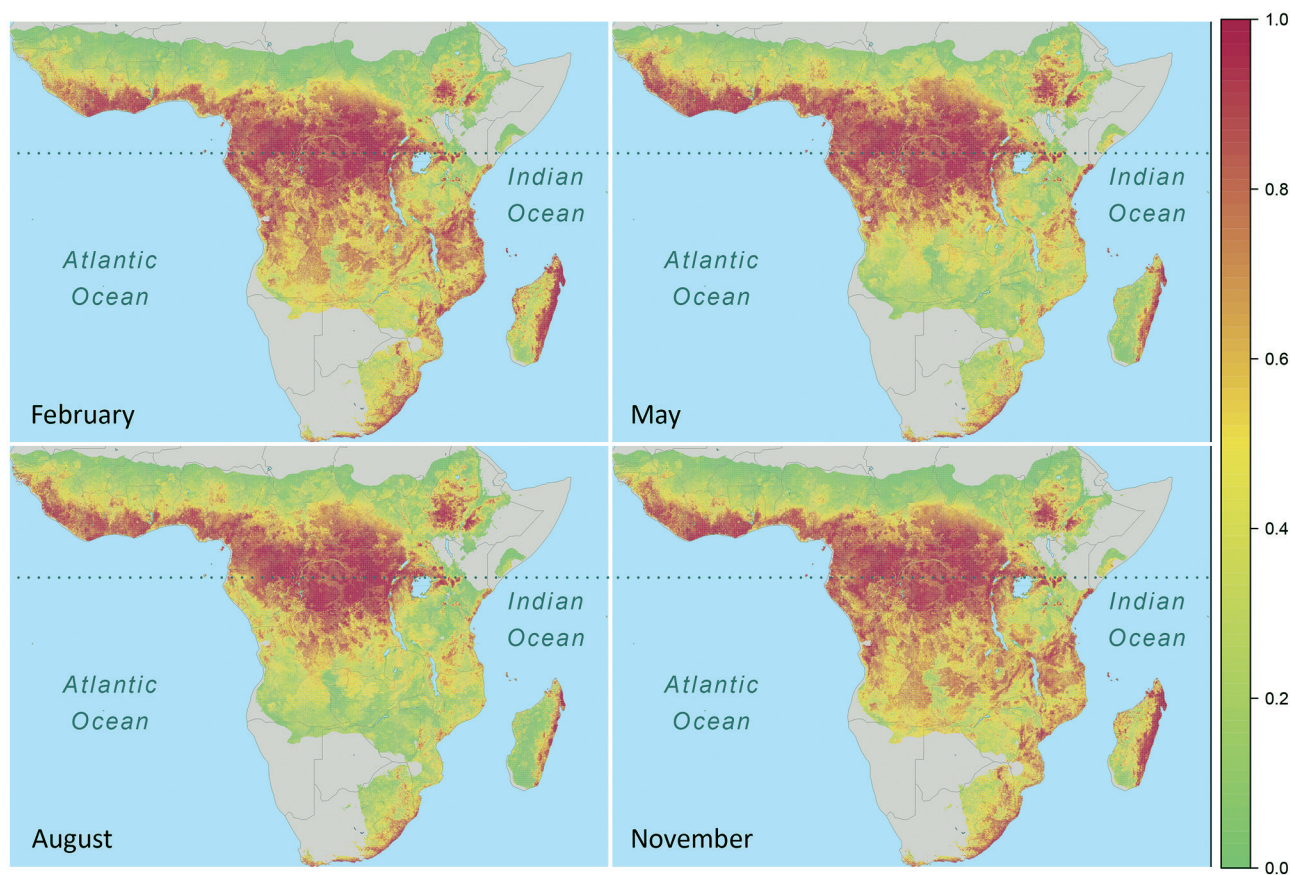 Indian
Ocean
Atlantic
Ocean
February
Indian
Ocean
Atlantic
Ocean
May
Indian
Ocean
Atlantic
Ocean
August
Indian
Ocean
Atlantic
Ocean
November
1.0
0.8
0.6
0.4
0.2
0.0